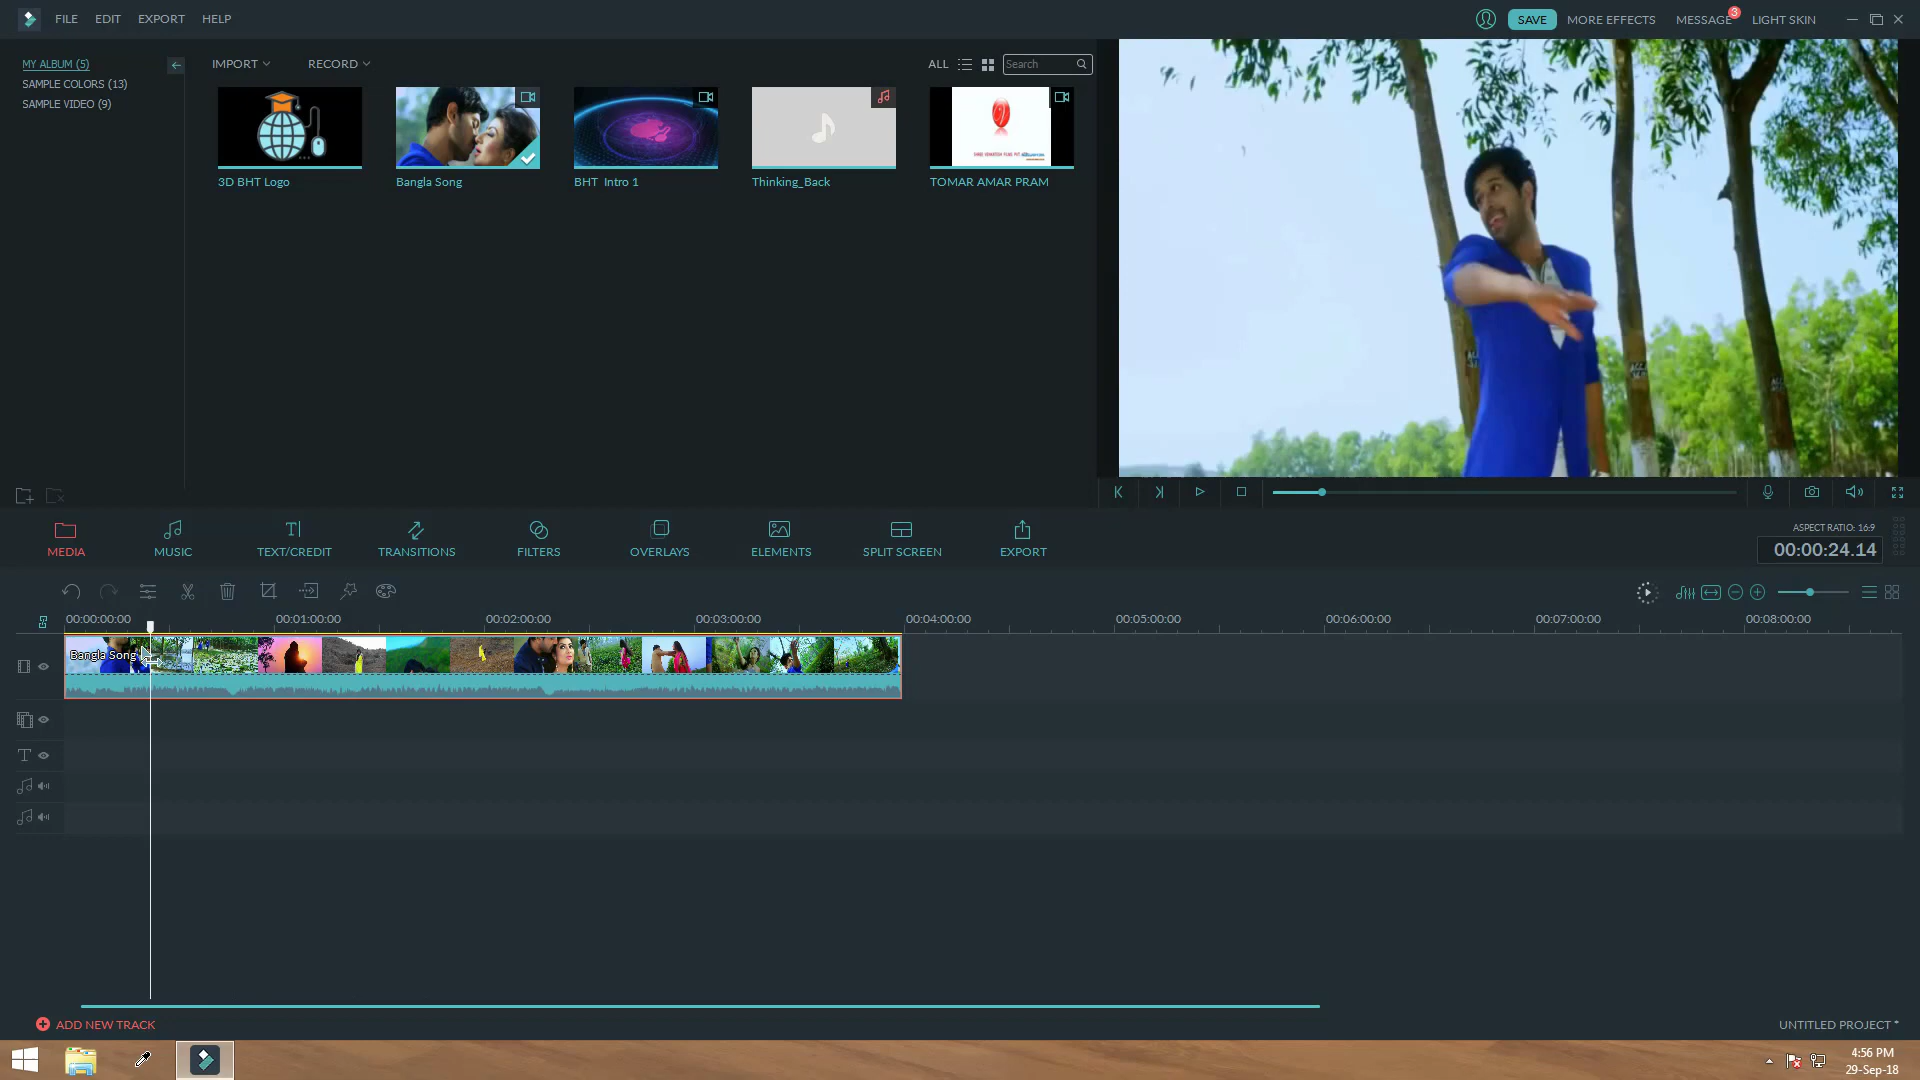 FILE EDIT EXPORT HELP
SAVE MORE EFFECTS MESSAGE 3 LIGHT SKIN
MY ALBUM (5)
SAMPLE COLORS (13)
SAMPLE VIDEO (9)
IMPORT RECORD ALL Search
3D BHT Logo Bangla Song BHT Intro 1 Thinking_Back TOMAR AMAR PRAM
MEDIA MUSIC TEXT/CREDIT TRANSITIONS FILTERS OVERLAYS ELEMENTS SPLIT SCREEN EXPORT
ASPECT RATIO: 16:9
00:00:24.14
00:00:00:00 00:01:00:00 00:02:00:00 00:03:00:00 00:04:00:00 00:05:00:00 00:06:00:00 00:07:00:00 00:08:00:00
Bangla Song
ADD NEW TRACK
UNTITLED PROJECT *
4:56 PM
29-Sep-18